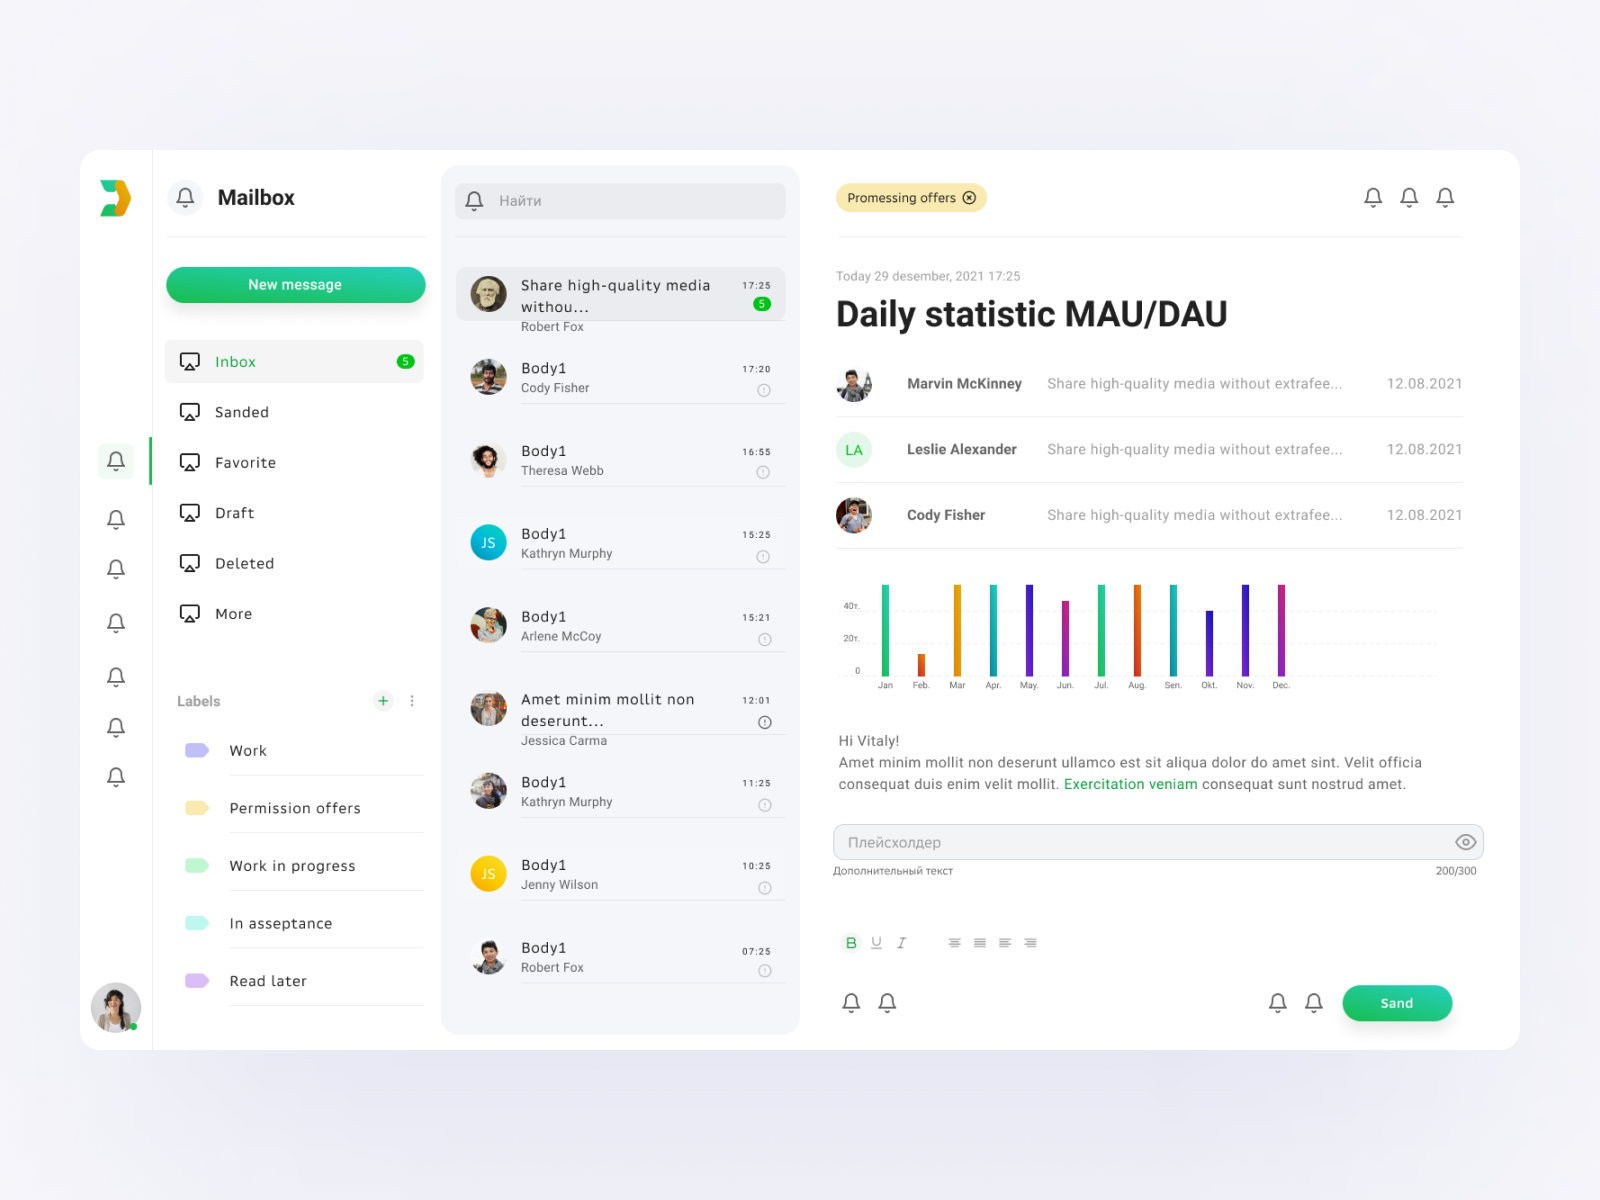 Mailbox
New message
Inbox
5
Sanded
Favorite
Draft
Deleted
More
Labels
Work
Permission offers
Work in progress
In asseptance
Read later
Найти
Share high-quality media
withou...
17:25
5
Robert Fox
Body1
17:20
Cody Fisher
Body1
16:55
Theresa Webb
JS
Body1
15:25
Kathryn Murphy
Body1
15:21
Arlene McCoy
Amet minim mollit non
deserunt...
12:01
Jessica Carma
Body1
11:25
Kathryn Murphy
JS
Body1
10:25
Jenny Wilson
Body1
07:25
Robert Fox
Promessing offers
Today 29 desember, 2021 17:25
Daily statistic MAU/DAU
Marvin McKinney Share high-quality media without extrafee... 12.08.2021
LA Leslie Alexander Share high-quality media without extrafee... 12.08.2021
Cody Fisher Share high-quality media without extrafee... 12.08.2021
40т.
20т.
0
Jan Feb. Mar Apr. May. Jun. Jul. Aug. Sen. Okt. Nov. Dec.
Hi Vitaly!
Amet minim mollit non deserunt ullamco est sit aliqua dolor do amet sint. Velit officia
consequat duis enim velit mollit. Exercitation veniam consequat sunt nostrud amet.
Плейсхолдер
Дополнительный текст 200/300
B U I
Sand